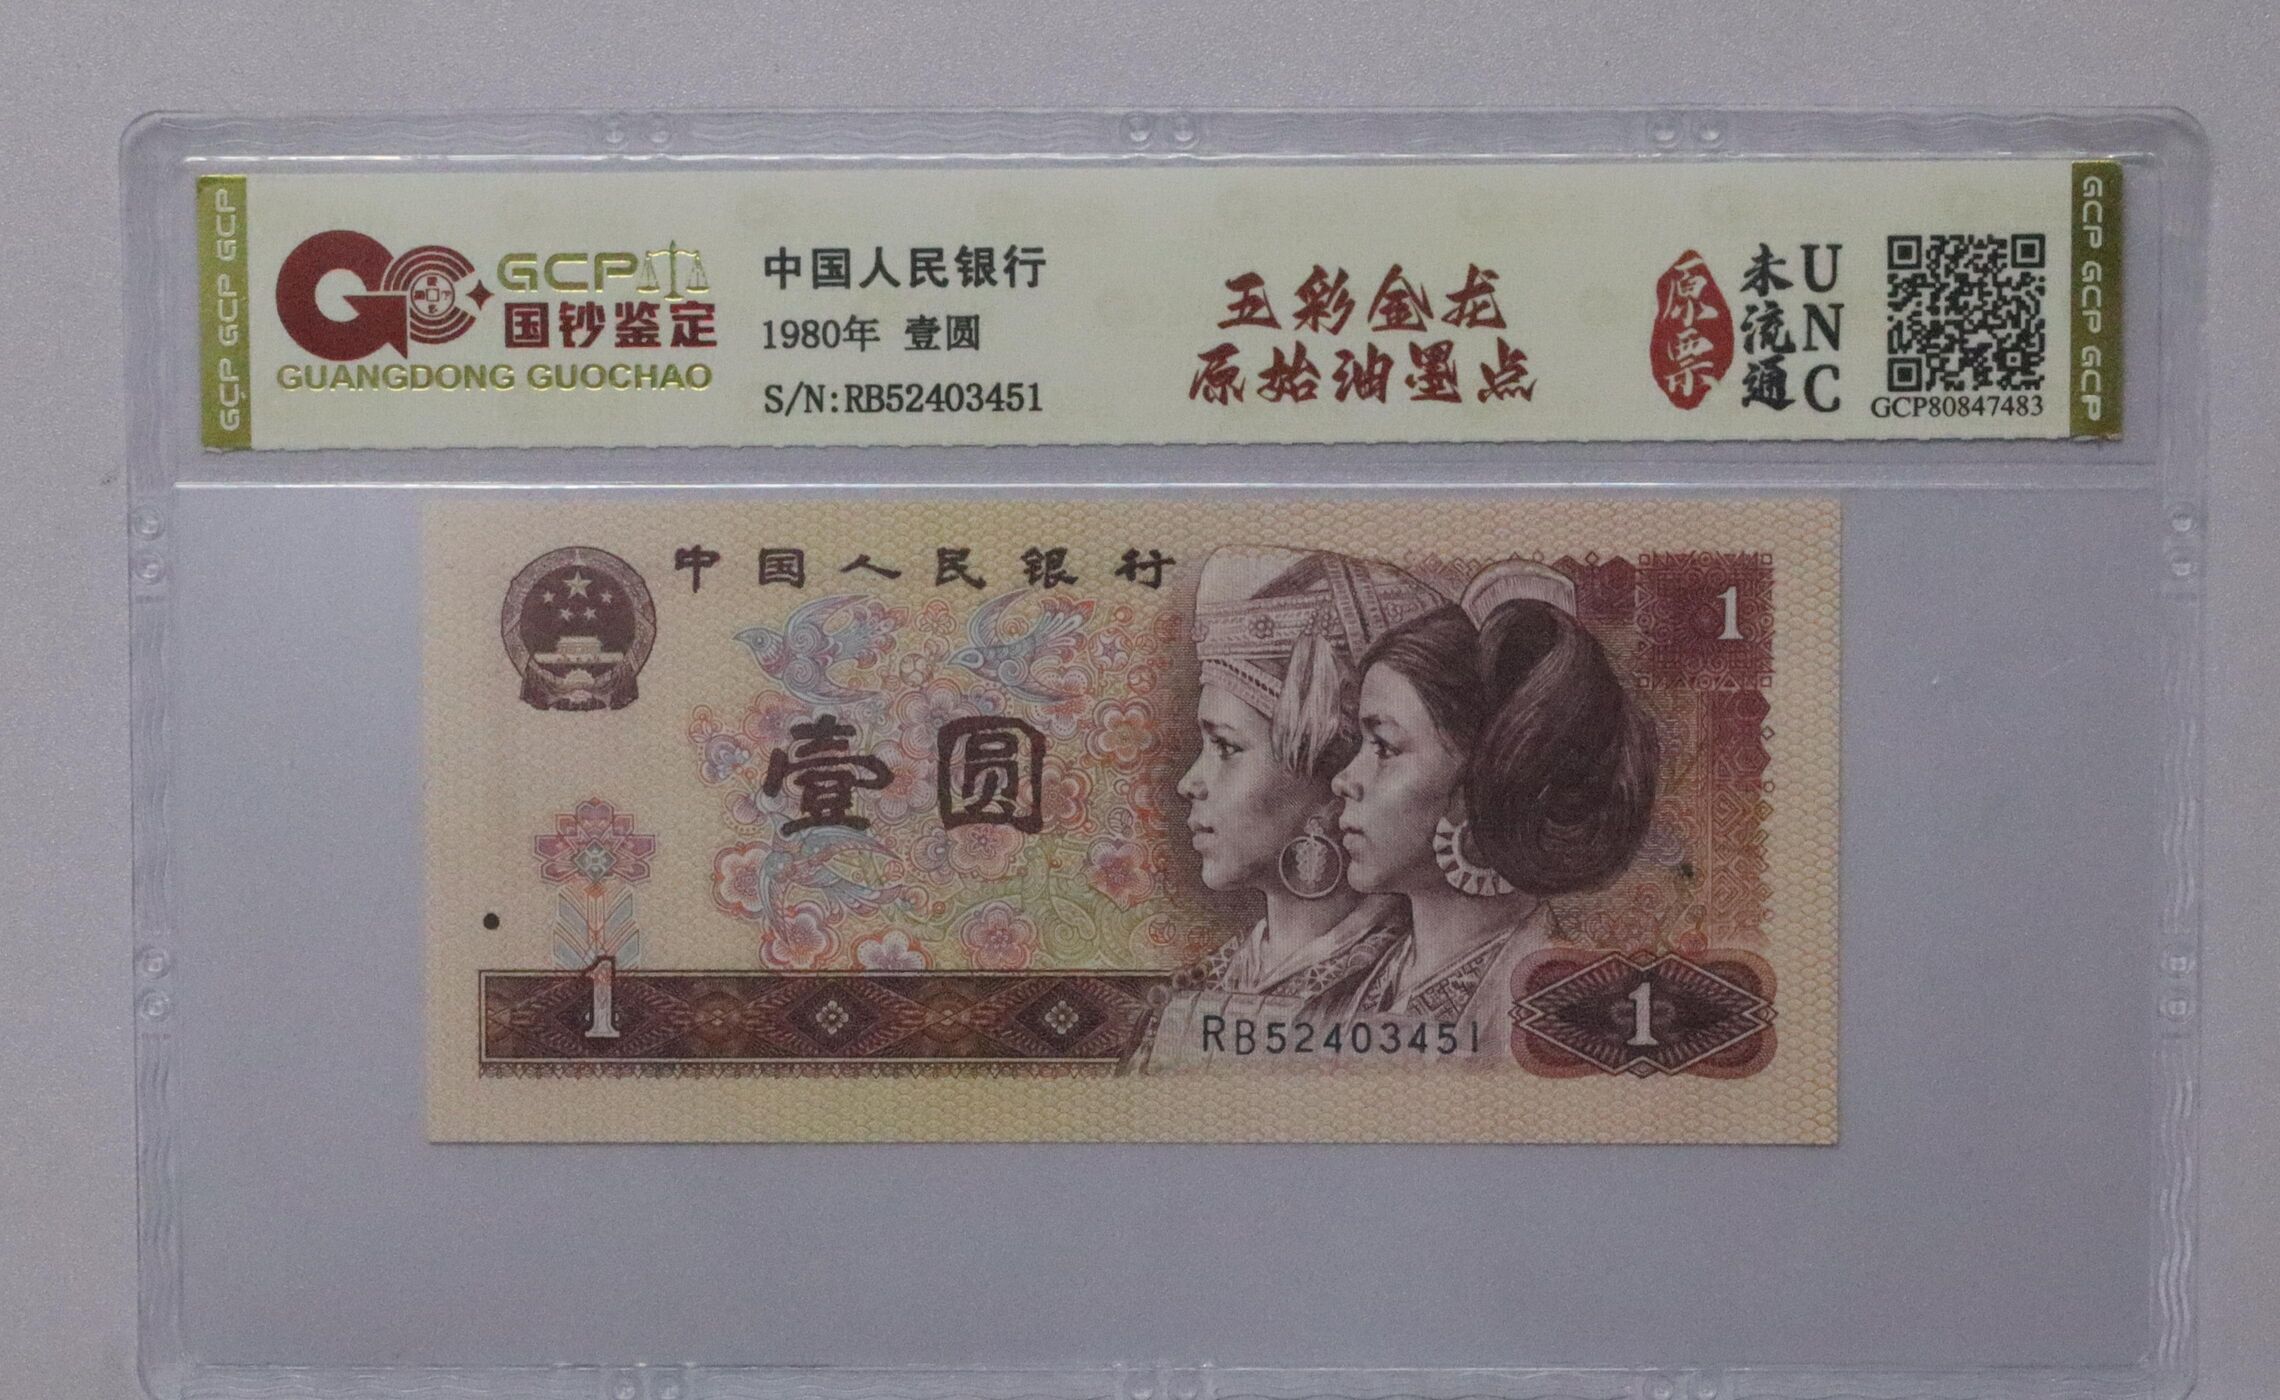 GCP GCP GCP
GCP
国钞鉴定
GUANGDONG GUOCHAO
中国人民银行
1980年 壹圆
S/N:RB52403451
五彩金龙
原始油墨点
原票
未流通
UNC
GCP80847483
GCP GCP GCP
中国人民银行
1
壹圆
1
RB52403451
1